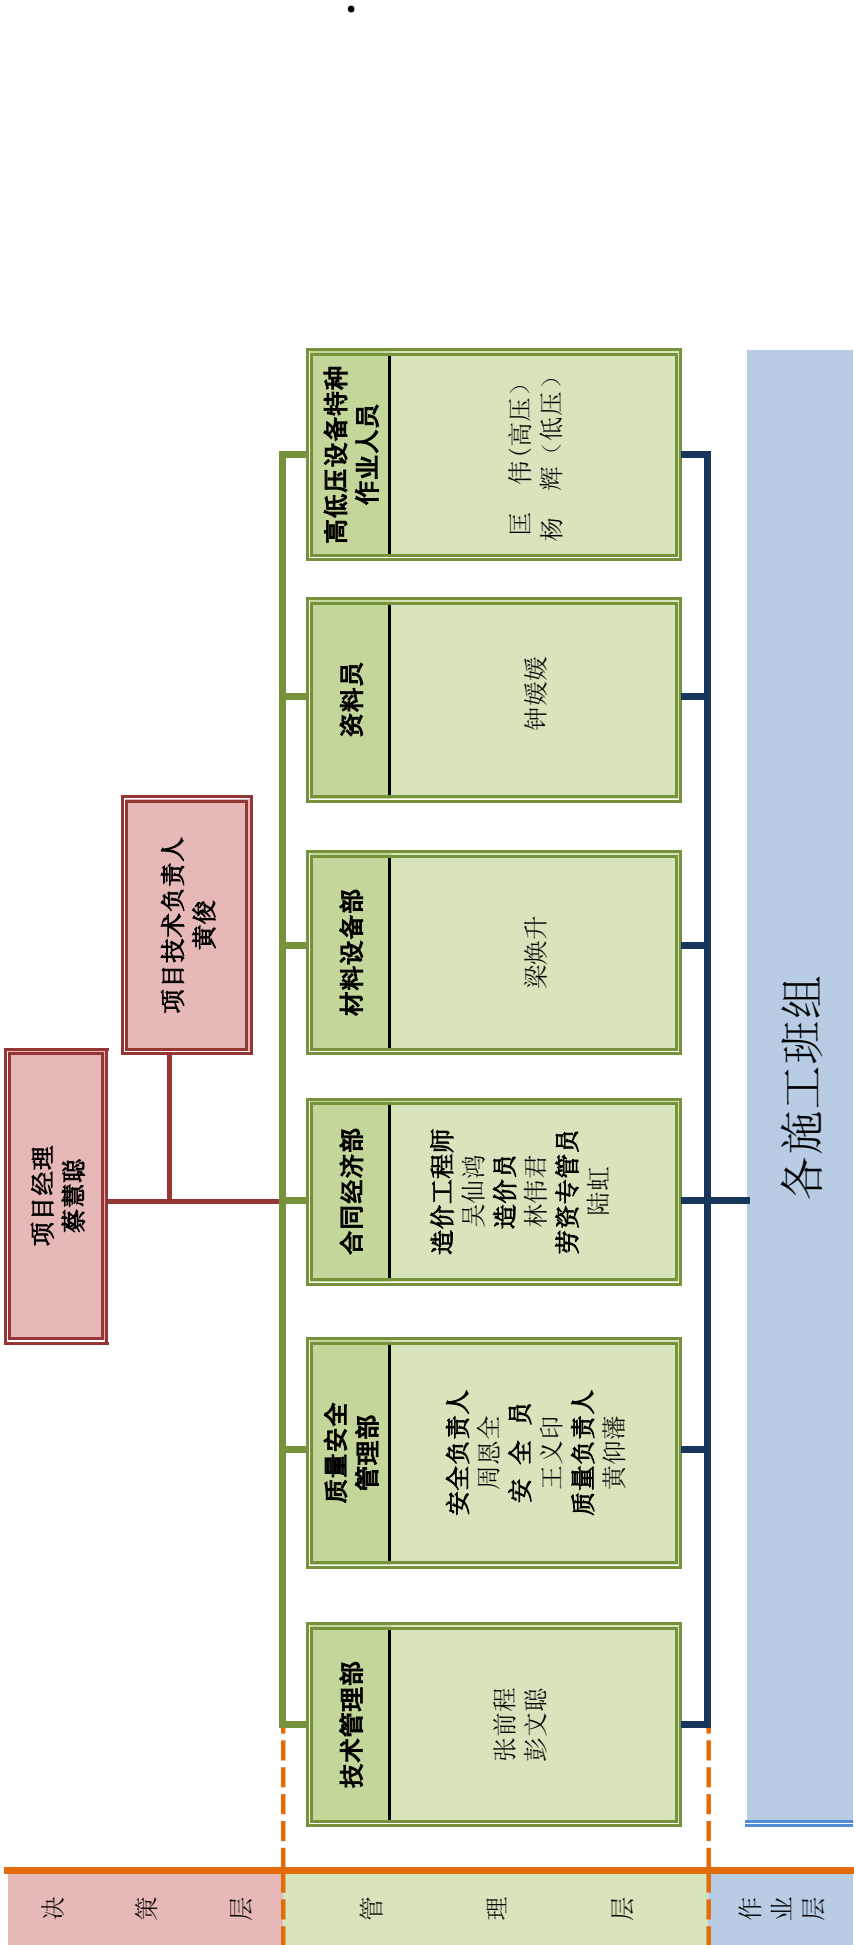 决策层
项目经理
蔡慧聪
项目技术负责人
黄俊
管理层
技术管理部
张前程
彭文聪
质量安全
管理部
安全负责人
周恩全
安 全 员
王义印
质量负责人
黄仰藩
合同经济部
造价工程师
吴仙鸿
造价员
林伟君
劳资专管员
陆虹
材料设备部
梁焕升
资料员
钟媛媛
高低压设备特种
作业人员
匡 伟(高压）
杨 辉（低压）
作业层
各施工班组